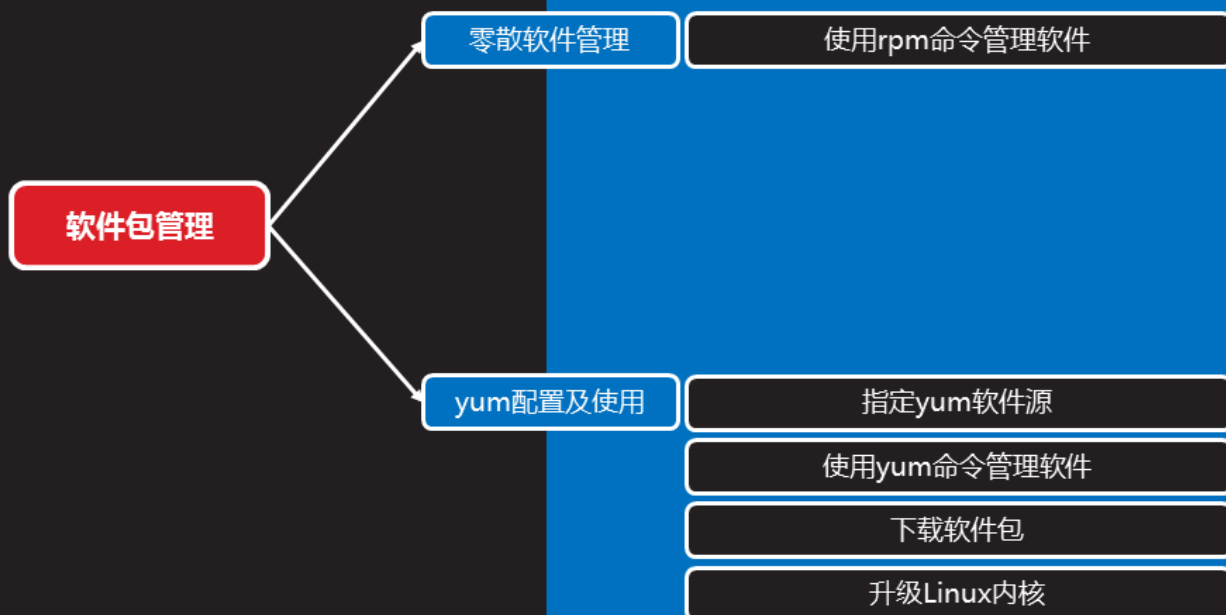 零散软件管理
使用rpm命令管理软件
软件包管理
yum配置及使用
指定yum软件源
使用yum命令管理软件
下载软件包
升级Linux内核